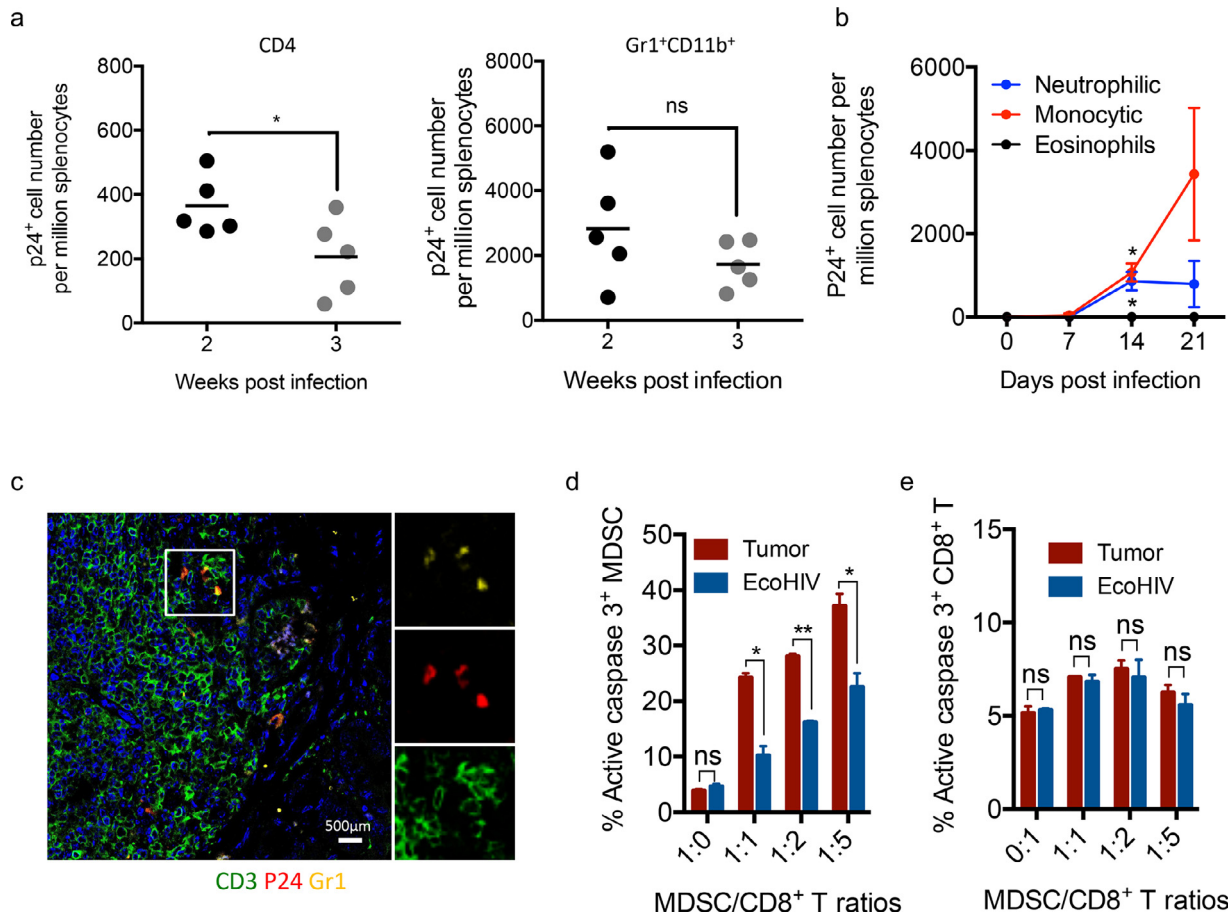 a
CD4
p24+ cell number
per million splenocytes
800
600
400
200
0
*
2
3
Weeks post infection
Gr1+CD11b+
p24+ cell number
per million splenocytes
8000
6000
4000
2000
0
ns
2
3
Weeks post infection
b
P24+ cell number per
million splenocytes
6000
4000
2000
0
Neutrophilic
Monocytic
Eosinophils
*
*
0
7
14
21
Days post infection
c
500μm
CD3 P24 Gr1
d
% Active caspase 3+ MDSC
50
40
30
20
10
0
Tumor
EcoHIV
ns
*
**
*
1:0
1:1
1:2
1:5
MDSC/CD8+ T ratios
e
% Active caspase 3+ CD8+ T
15
10
5
0
Tumor
EcoHIV
ns
ns
ns
ns
0:1
1:1
1:2
1:5
MDSC/CD8+ T ratios